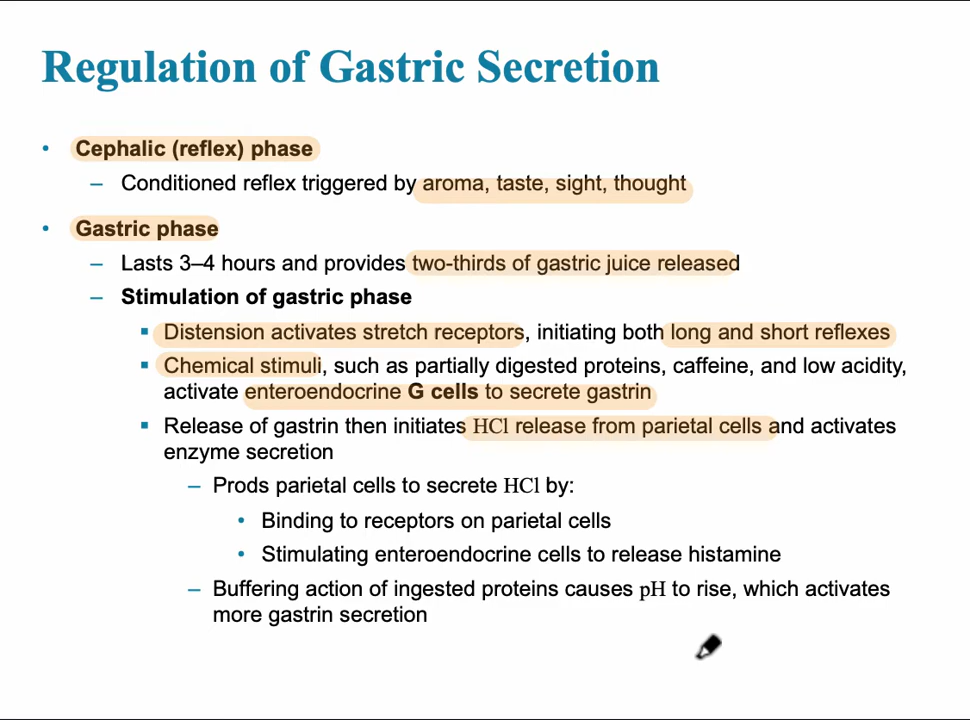 Regulation of Gastric Secretion
• Cephalic (reflex) phase
– Conditioned reflex triggered by aroma, taste, sight, thought
• Gastric phase
– Lasts 3–4 hours and provides two-thirds of gastric juice released
– Stimulation of gastric phase
▪ Distension activates stretch receptors, initiating both long and short reflexes
▪ Chemical stimuli, such as partially digested proteins, caffeine, and low acidity,
activate enteroendocrine G cells to secrete gastrin
▪ Release of gastrin then initiates HCl release from parietal cells and activates
enzyme secretion
– Prods parietal cells to secrete HCl by:
• Binding to receptors on parietal cells
• Stimulating enteroendocrine cells to release histamine
– Buffering action of ingested proteins causes pH to rise, which activates
more gastrin secretion